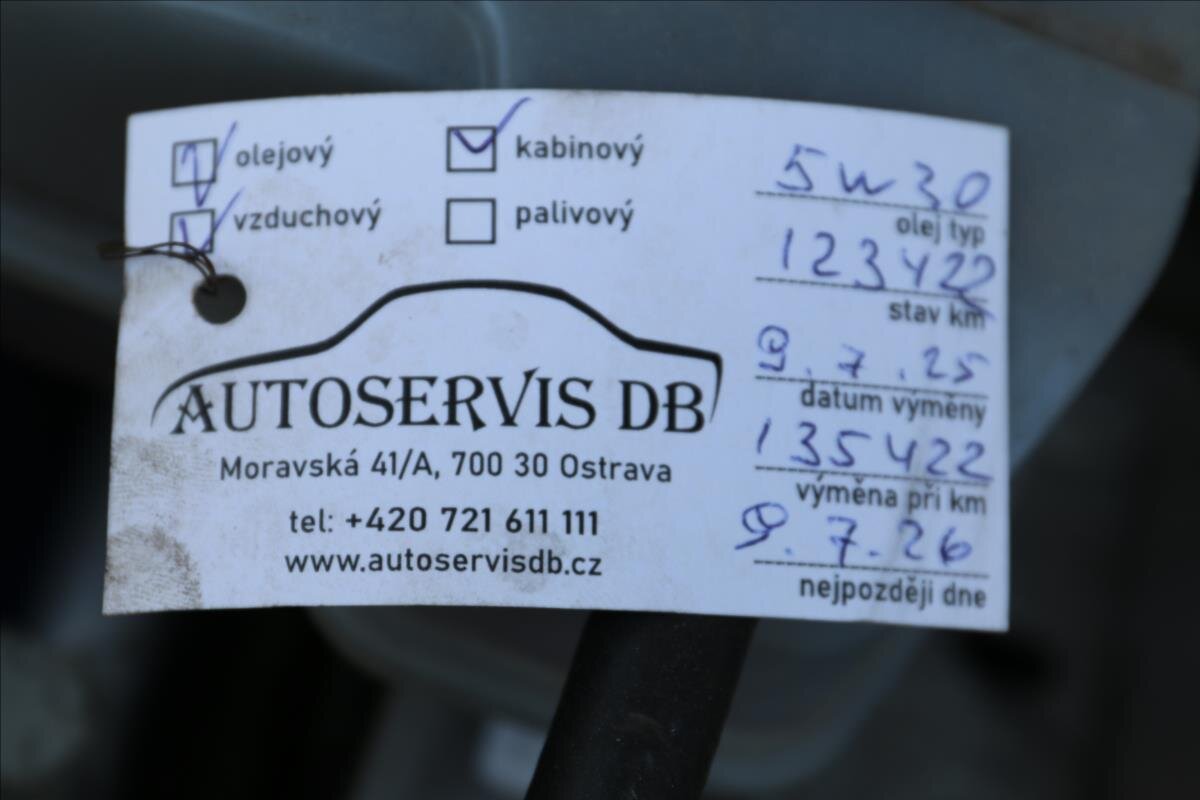 olejový
kabinový
vzduchový
palivový
5w30
olej typ
123422
stav km
9.7.25
datum výměny
135422
výměna při km
9.7.26
nejpozději dne
AUTOSERVIS DB
Moravská 41/A, 700 30 Ostrava
tel: +420 721 611 111
www.autoservisdb.cz